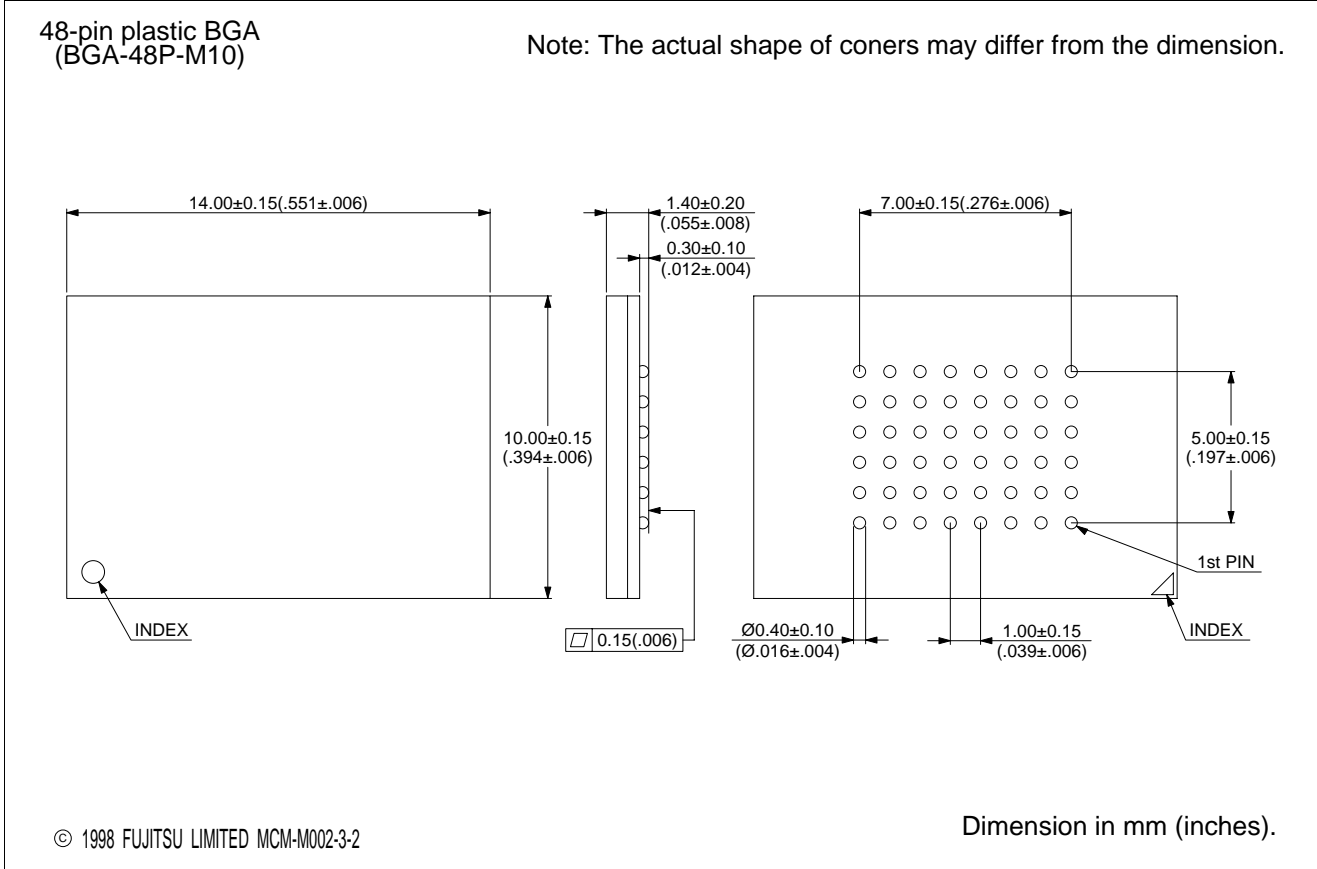 48-pin plastic BGA
(BGA-48P-M10)
Note: The actual shape of coners may differ from the dimension.
14.00±0.15(.551±.006)
1.40±0.20
(.055±.008)
0.30±0.10
(.012±.004)
7.00±0.15(.276±.006)
10.00±0.15
(.394±.006)
5.00±0.15
(.197±.006)
1st PIN
INDEX
0.15(.006)
Ø0.40±0.10
(Ø.016±.004)
1.00±0.15
(.039±.006)
INDEX
© 1998 FUJITSU LIMITED MCM-M002-3-2
Dimension in mm (inches).